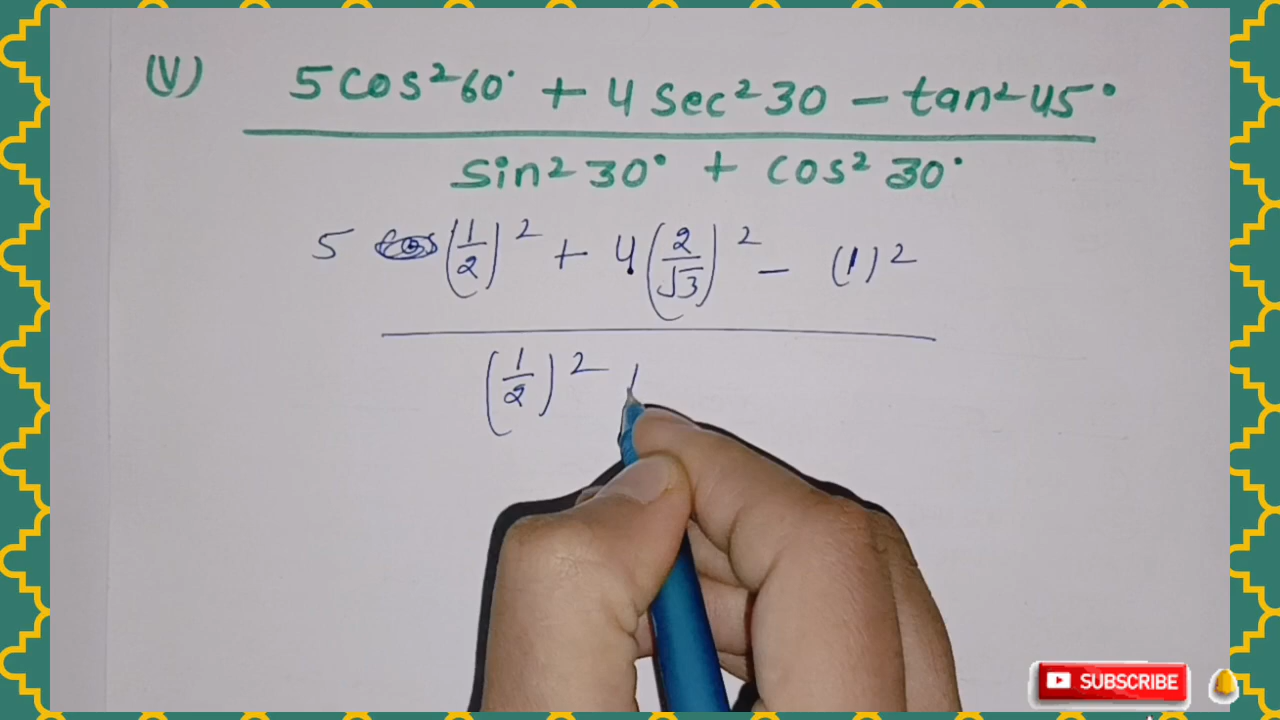 (V) 5 cos² 60° + 4 sec² 30 - tan² 45°
sin² 30° + cos² 30°
5 (1/2)² + 4 (2/√3)² - (1)²
(1/2)²
SUBSCRIBE